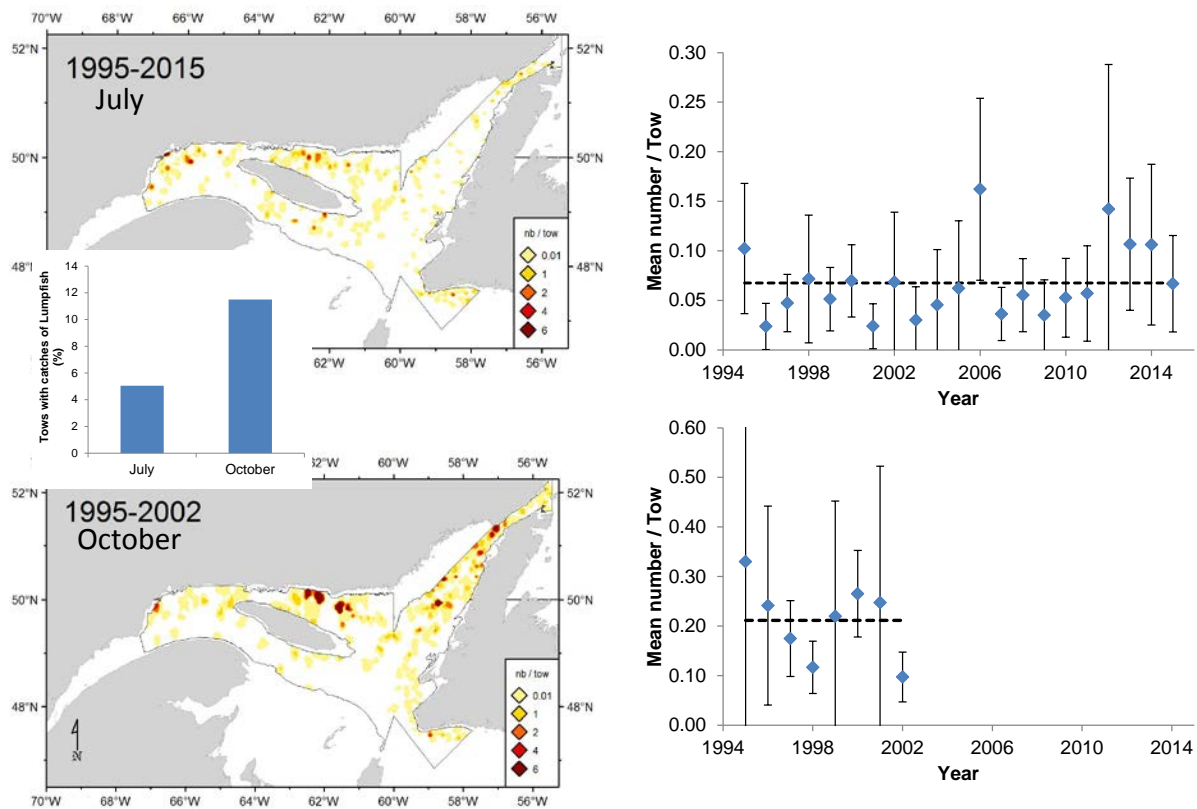 70°W 68°W 66°W 64°W 62°W 60°W 58°W 56°W
52°N
50°N
48°N
1995-2015
July
52°N
50°N
48°N
nb / tow
0.01
1
2
4
6
62°W 60°W 58°W 56°W
14
12
10
8
6
4
2
0
Tows with catches of Lumpfish
(%)
July October
62°W 60°W 58°W 56°W
52°N
50°N
48°N
1995-2002
October
52°N
50°N
48°N
nb / tow
0.01
1
2
4
6
N
70°W 68°W 66°W 64°W 62°W 60°W 58°W 56°W
0.30
0.25
0.20
0.15
0.10
0.05
0.00
Mean number / Tow
1994 1998 2002 2006 2010 2014
Year
0.60
0.50
0.40
0.30
0.20
0.10
0.00
Mean number / Tow
1994 1998 2002 2006 2010 2014
Year